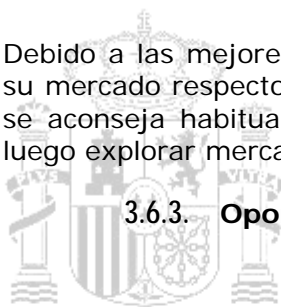 Debido a las mejore
su mercado respecto
se aconseja habitua
luego explorar merca
3.6.3. Opo